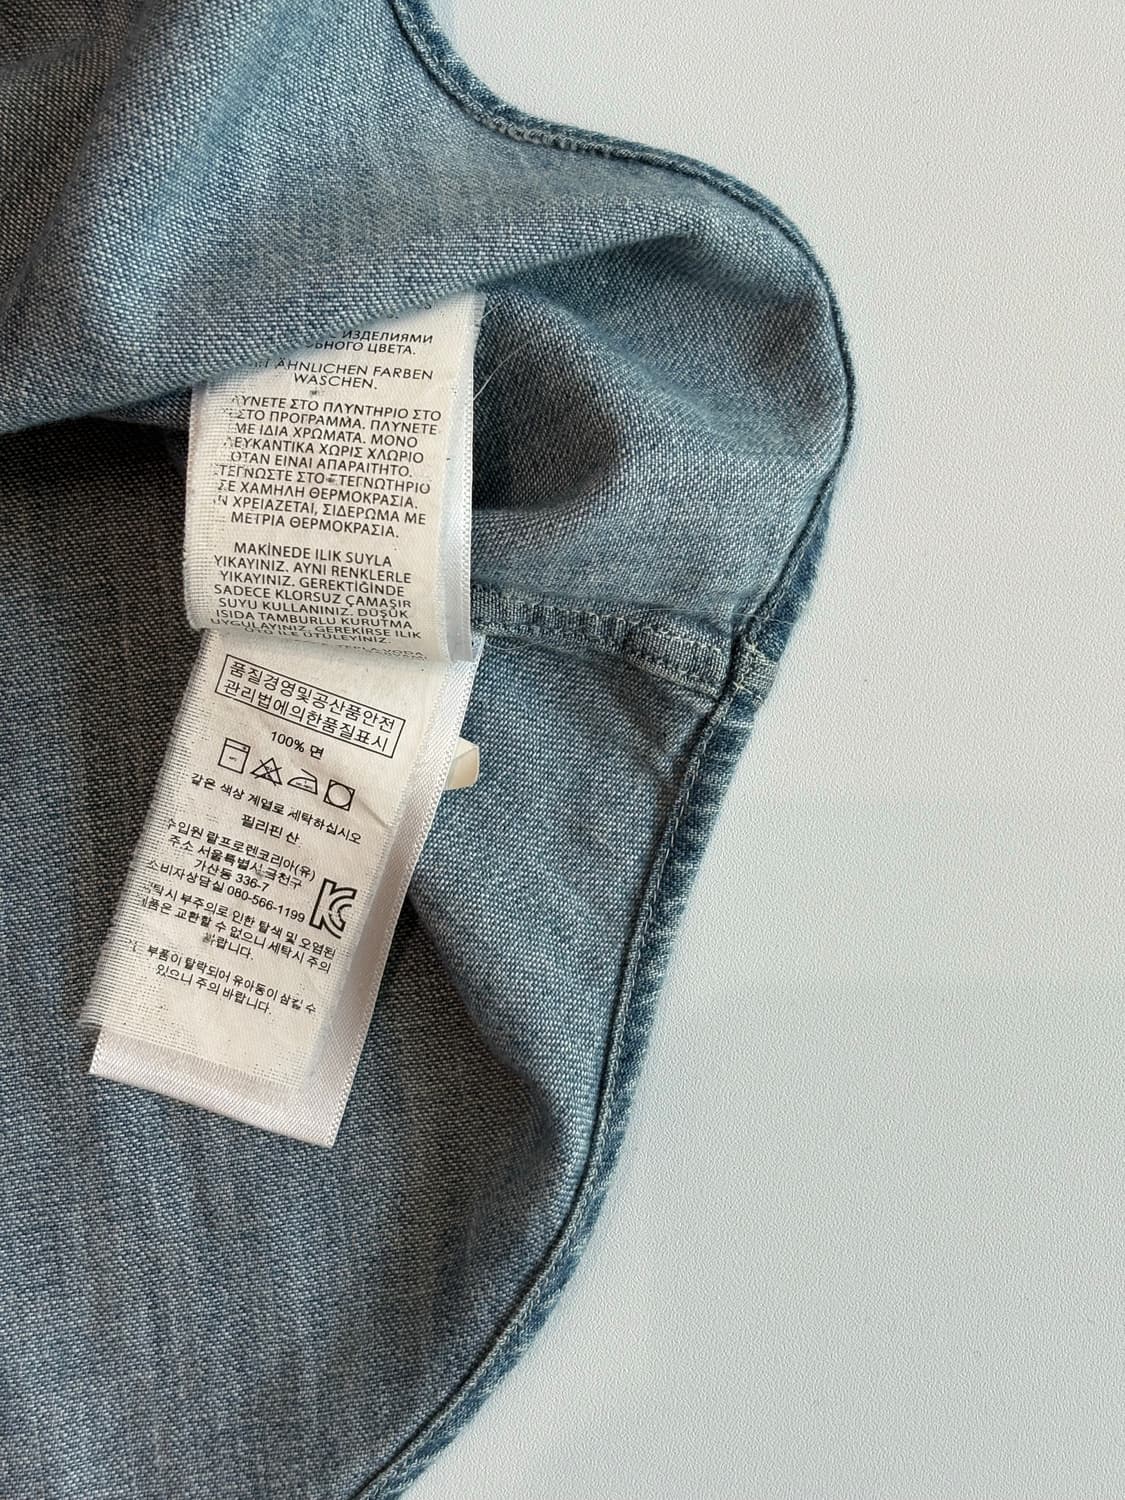 ИЗДЕЛИЯМИ
ЦВЕТА.
ÄHNLICHEN FARBEN
WASCHEN.
ΣΤΟ ΠΛΥΝΤΗΡΙΟ ΣΤΟ
ΣΤΟ ΠΡΟΓΡΑΜΜΑ. ΠΛΥΝΕΤΕ
ΜΕ ΙΔΙΑ ΧΡΩΜΑΤΑ. ΜΟΝΟ
ΛΕΥΚΑΝΤΙΚΑ ΧΩΡΙΣ ΧΛΩΡΙΟ
ΟΤΑΝ ΕΙΝΑΙ ΑΠΑΡΑΙΤΗΤΟ.
ΣΤΕΓΝΩΣΤΕ ΣΤΟ ΣΤΕΓΝΩΤΗΡΙΟ
ΣΕ ΧΑΜΗΛΗ ΘΕΡΜΟΚΡΑΣΙΑ.
ΑΝ ΧΡΕΙΑΖΕΤΑΙ, ΣΙΔΕΡΩΜΑ ΜΕ
ΜΕΤΡΙΑ ΘΕΡΜΟΚΡΑΣΙΑ.
MAKİNEDE ILIK SUYLA
YIKAYINIZ. AYNI RENKLERLE
YIKAYINIZ. GEREKTİĞİNDE
SADECE KLORSUZ ÇAMAŞIR
SUYU KULLANINIZ. DÜŞÜK
ISIDA TAMBURLU KURUTMA
UYGULAYINIZ. GEREKİRSE ILIK
ÜTÜ İLE ÜTÜLEYİNİZ.
품질경영및공산품안전
관리법에의한품질표시
100% 면
같은 색상 계열로 세탁하십시오
필리핀 산
수입원 랄프로렌코리아(유)
주소 서울특별시 금천구
가산동 336-7
소비자상담실 080-566-1199
세탁시 부주의로 인한 탈색 및 오염된
제품은 교환할 수 없으니 세탁시 주의
바랍니다.
부품이 탈락되어 유아동이 삼킬 수
있으니 주의 바랍니다.